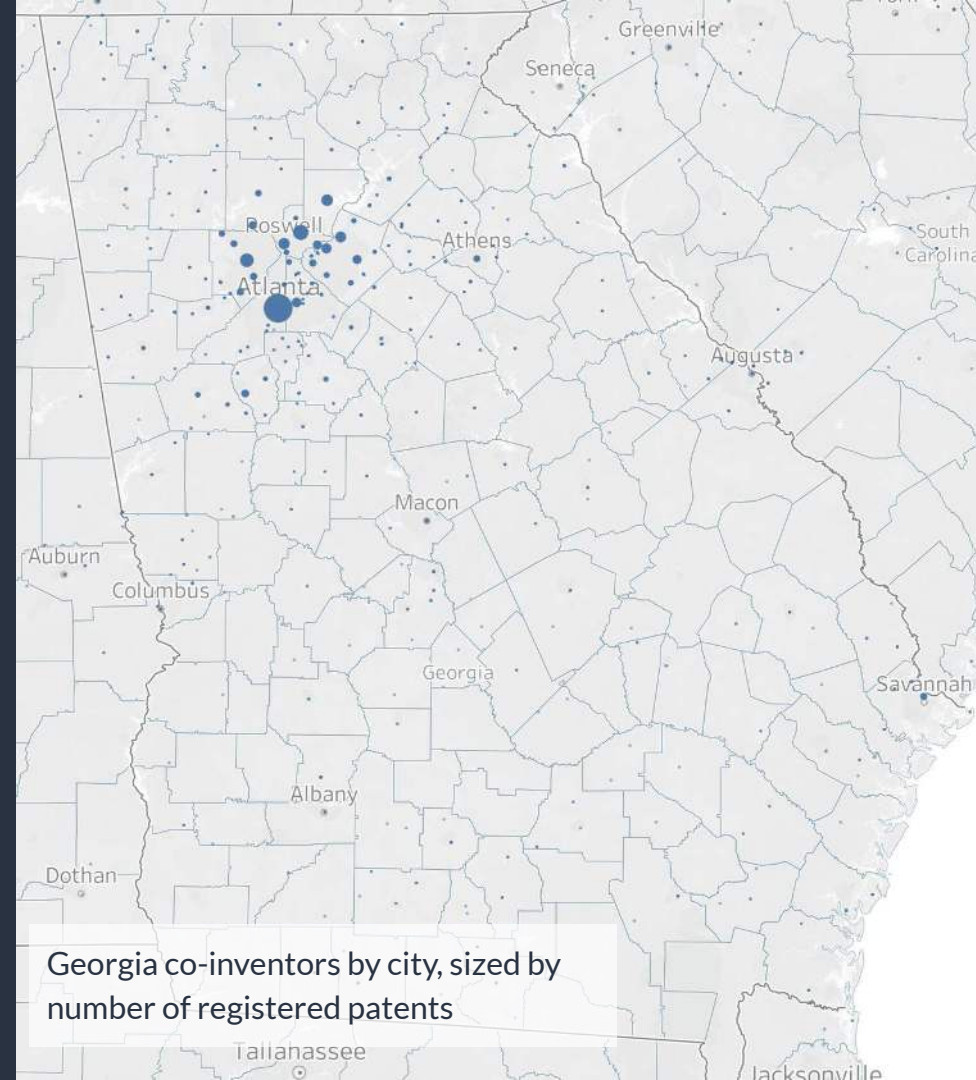 Greenville
Seneca
Roswell
Athens
South
Carolina
Atlanta
Augusta
Macon
Auburn
Columbus
Georgia
Savannah
Albany
Dothan
Georgia co-inventors by city, sized by
number of registered patents
Tallahassee
Jacksonville